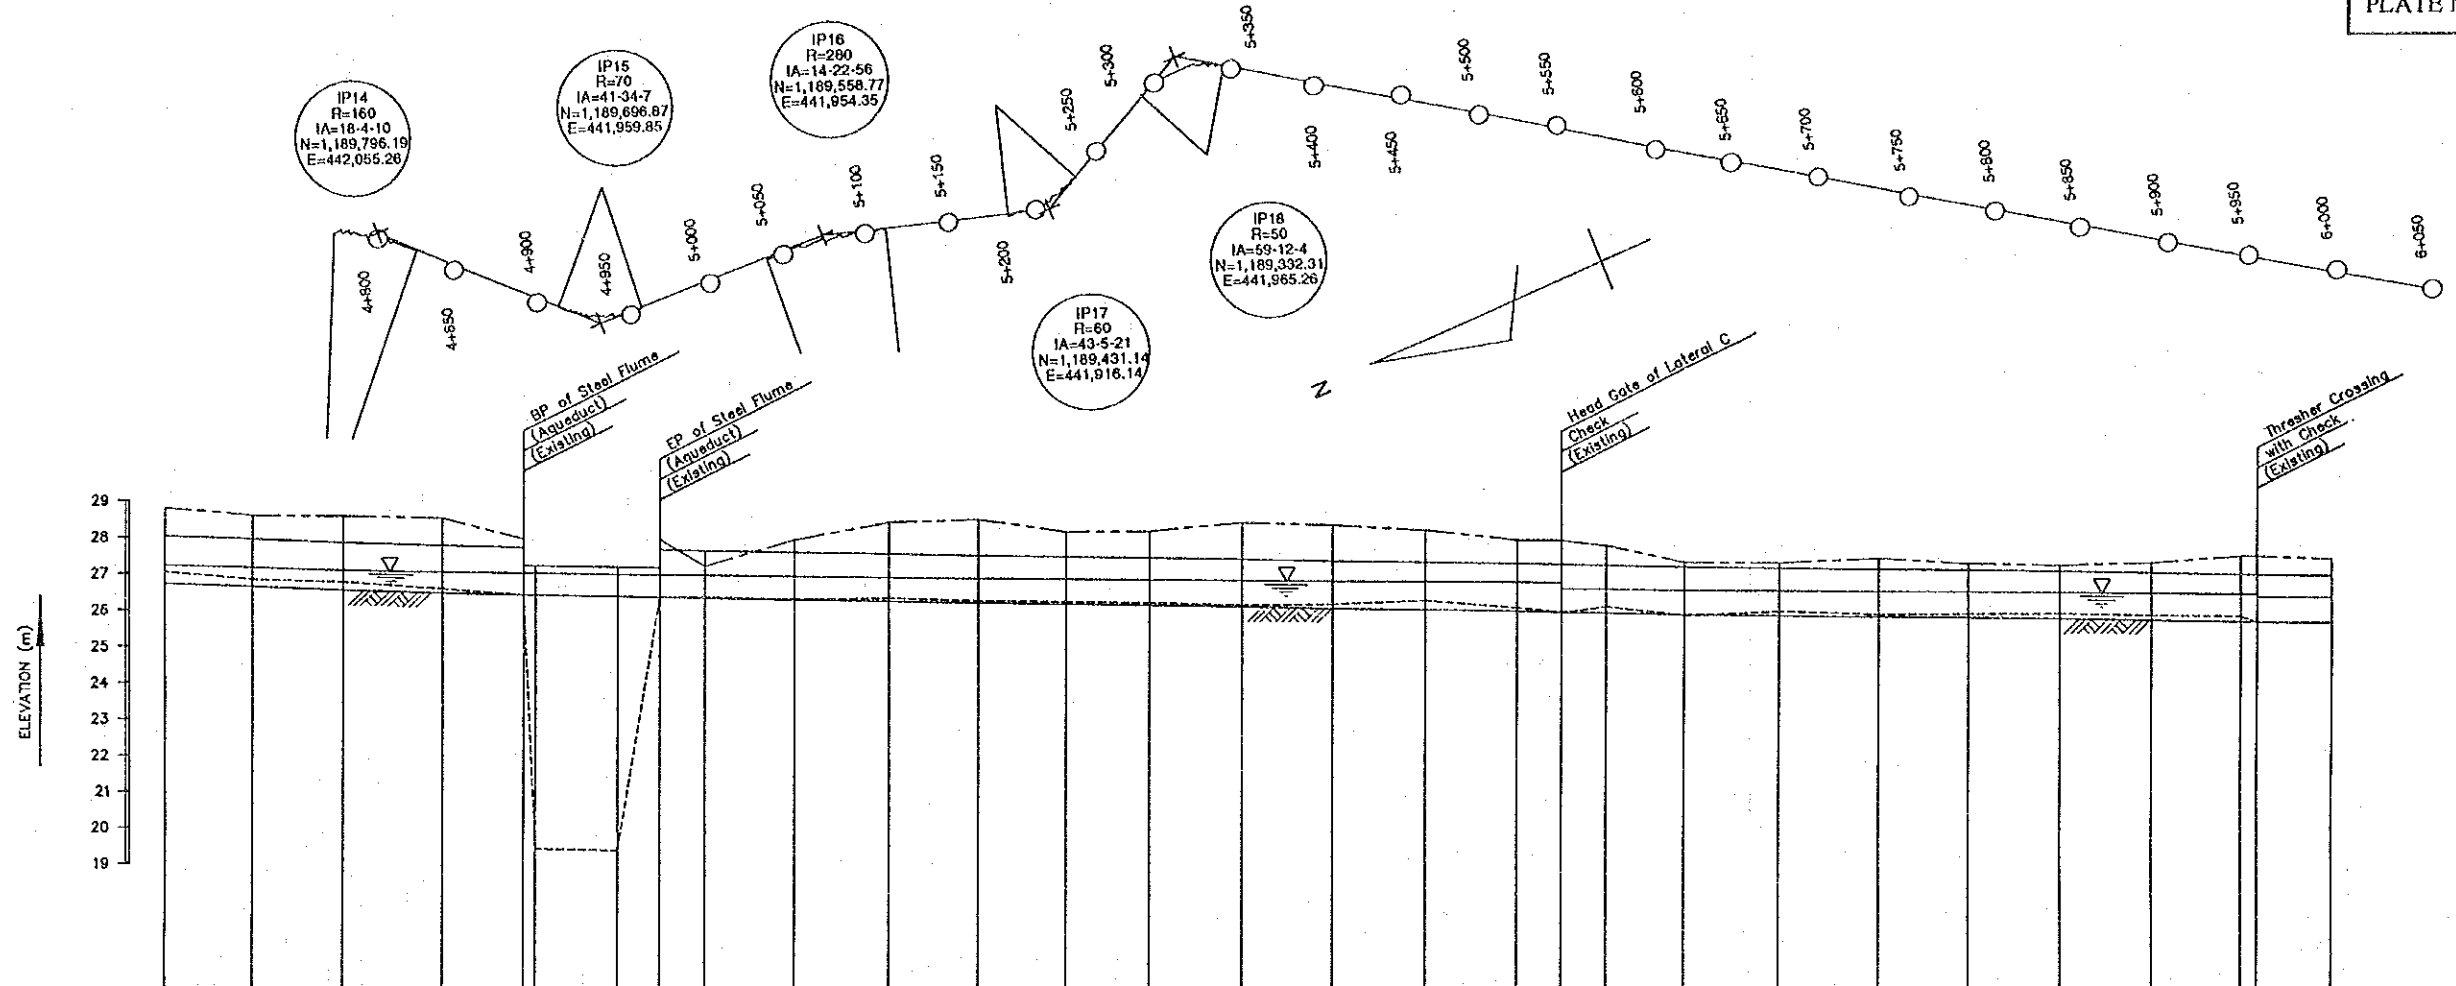 PLATE
IP14
R=160
IA=18-4-10
N=1,189,796.19
E=442,055.26
IP15
R=70
IA=41-34-7
N=1,189,696.87
E=441,959.85
IP16
R=280
IA=14-22-56
N=1,189,558.77
E=441,954.35
IP17
R=60
IA=43-5-21
N=1,189,431.14
E=441,916.14
IP18
R=50
IA=59-12-4
N=1,189,332.31
E=441,965.26
4+800
4+850
4+900
4+950
5+000
5+050
5+100
5+150
5+200
5+250
5+300
5+350
5+400
5+450
5+500
5+550
5+600
5+650
5+700
5+750
5+800
5+850
5+900
5+950
6+000
6+050
N
BP of Steel Flume
(Aqueduct)
(Existing)
EP of Steel Flume
(Aqueduct)
(Existing)
Head Gate of Lateral C
Check
(Existing)
Thresher Crossing
with Check
(Existing)
ELEVATION (m)
29
28
27
26
25
24
23
22
21
20
19